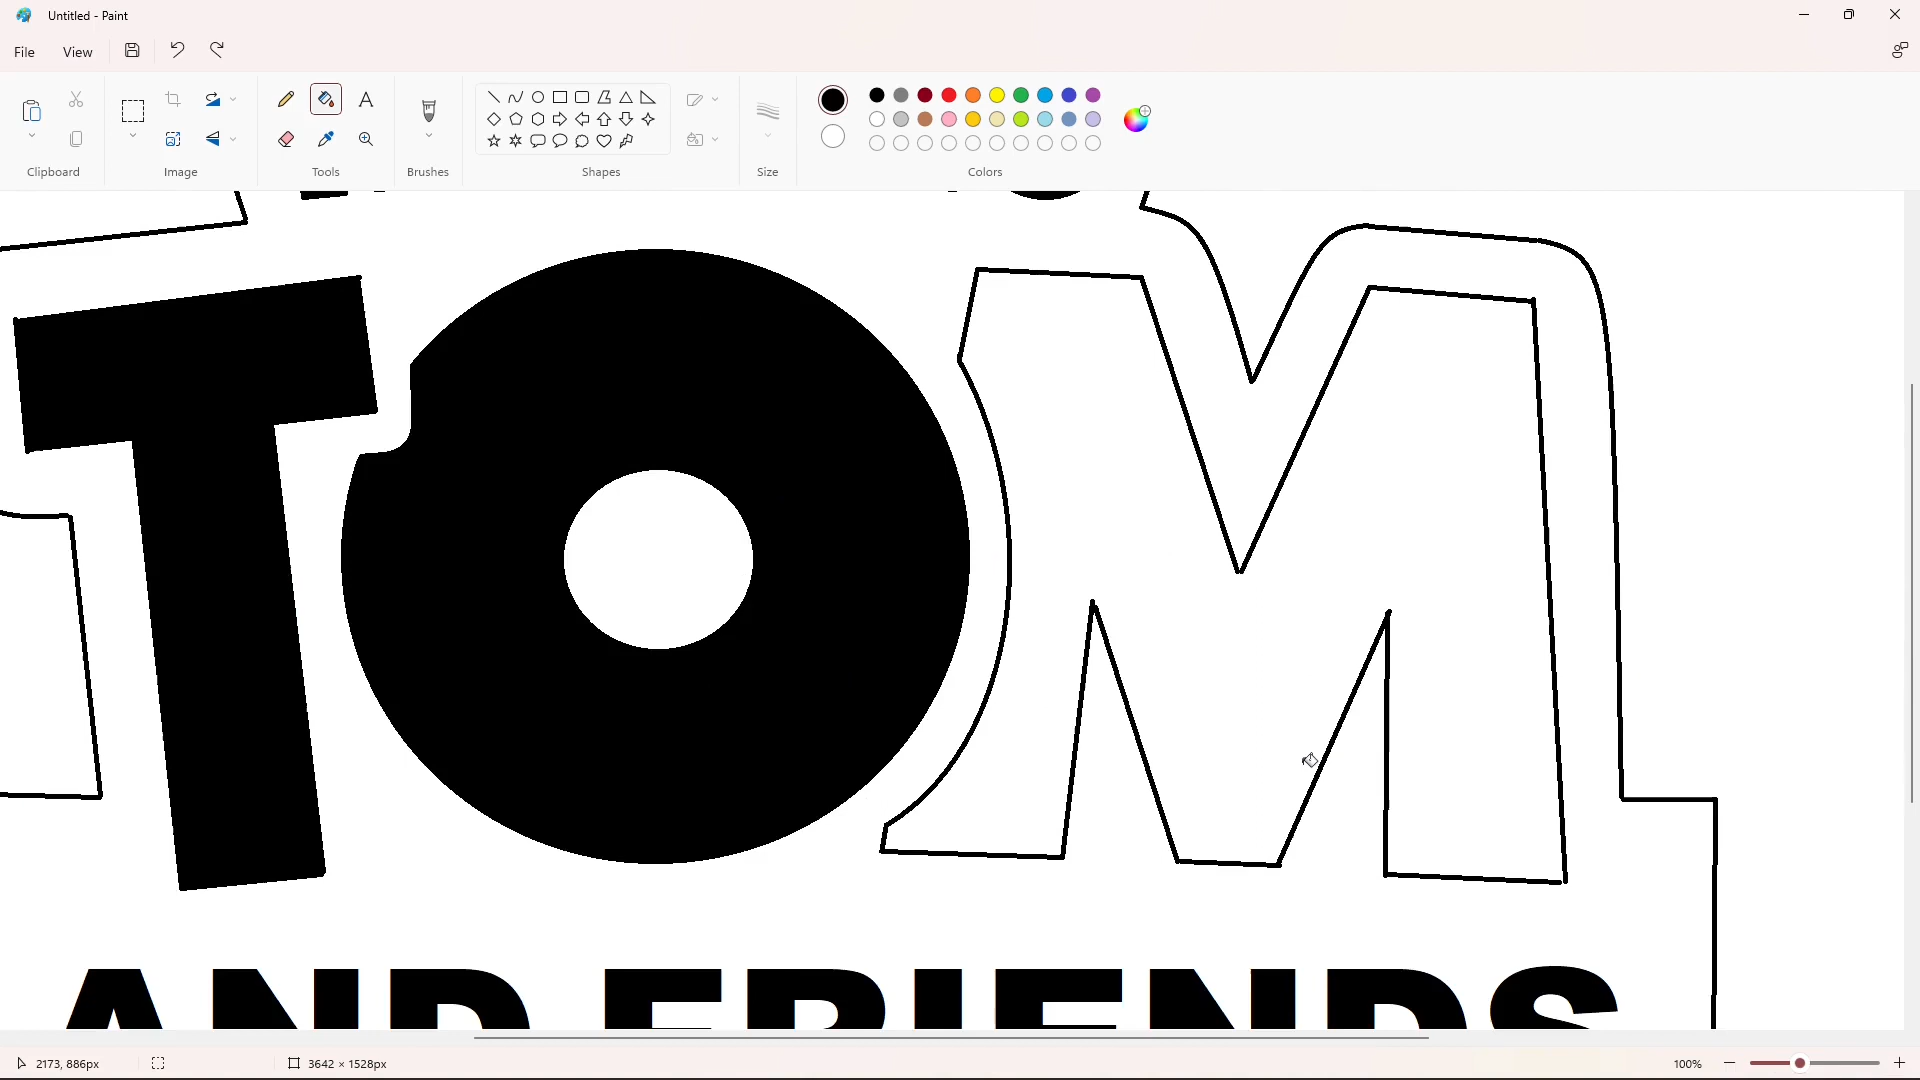 Untitled - Paint
File View
Clipboard Image Tools Brushes Shapes Size Colors
TOM
AND FRIENDS
2173, 886px 3642 × 1528px 100%